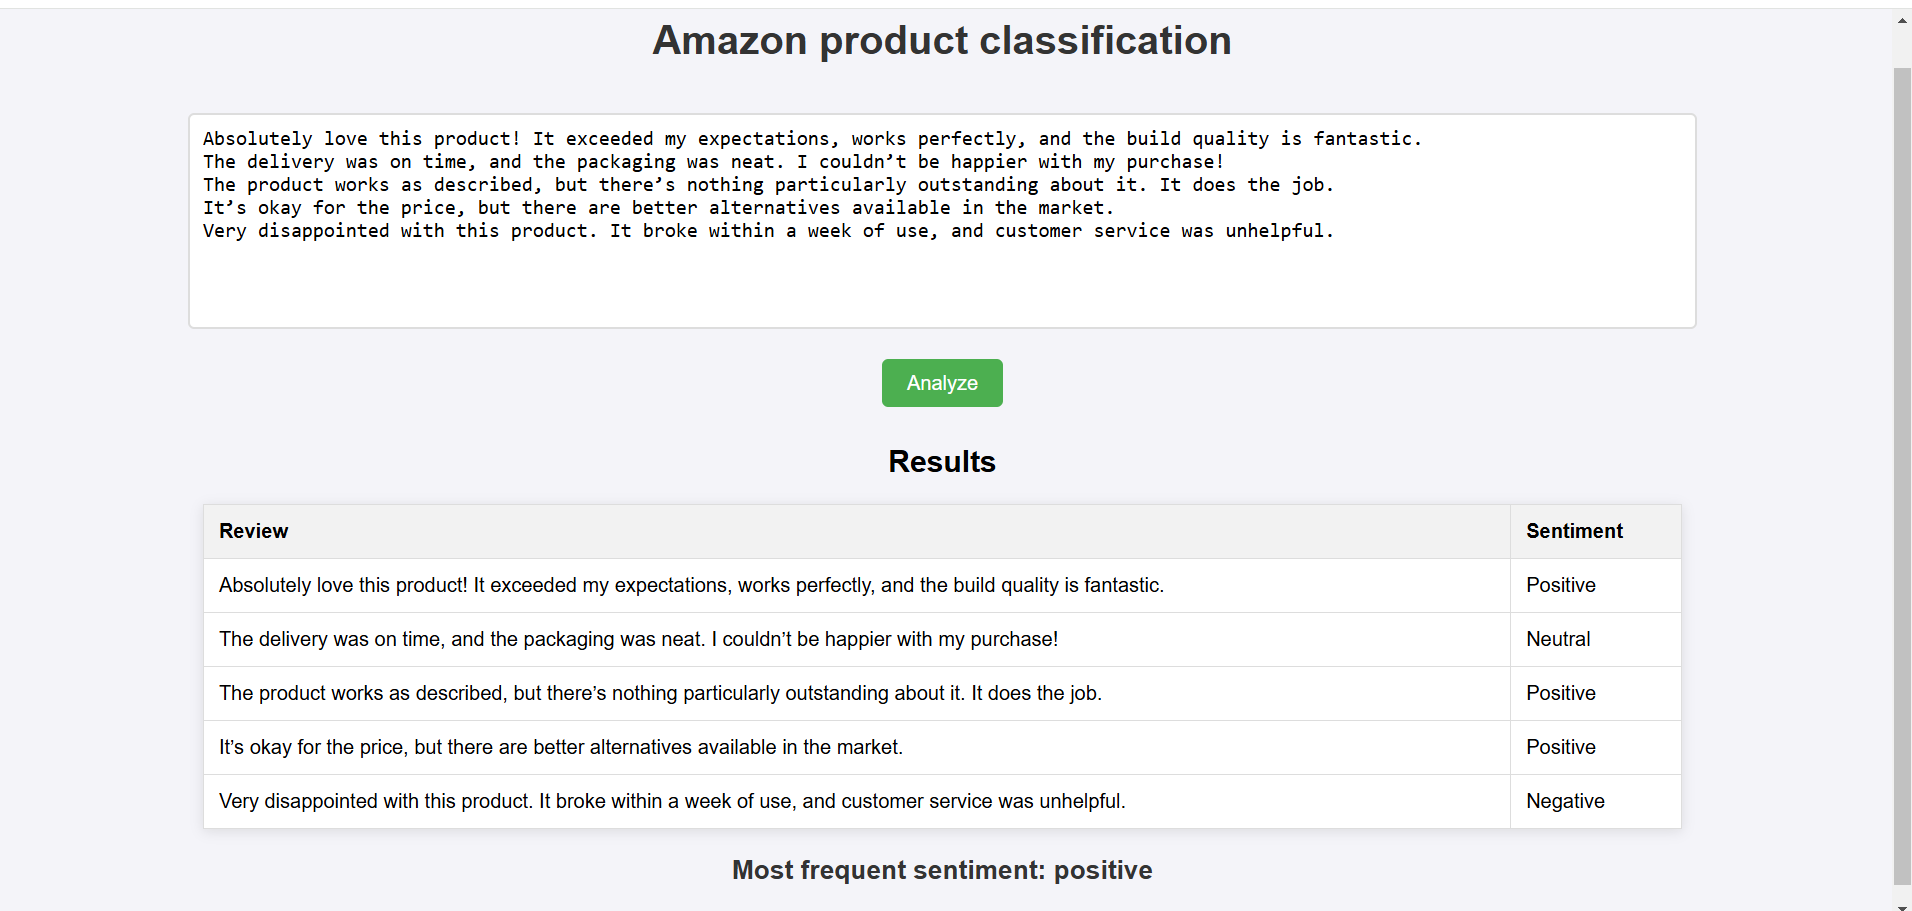 Amazon product classification
Absolutely love this product! It exceeded my expectations, works perfectly, and the build quality is fantastic.
The delivery was on time, and the packaging was neat. I couldn’t be happier with my purchase!
The product works as described, but there’s nothing particularly outstanding about it. It does the job.
It’s okay for the price, but there are better alternatives available in the market.
Very disappointed with this product. It broke within a week of use, and customer service was unhelpful.
Analyze
Results
Review Sentiment
Absolutely love this product! It exceeded my expectations, works perfectly, and the build quality is fantastic. Positive
The delivery was on time, and the packaging was neat. I couldn’t be happier with my purchase! Neutral
The product works as described, but there’s nothing particularly outstanding about it. It does the job. Positive
It’s okay for the price, but there are better alternatives available in the market. Positive
Very disappointed with this product. It broke within a week of use, and customer service was unhelpful. Negative
Most frequent sentiment: positive